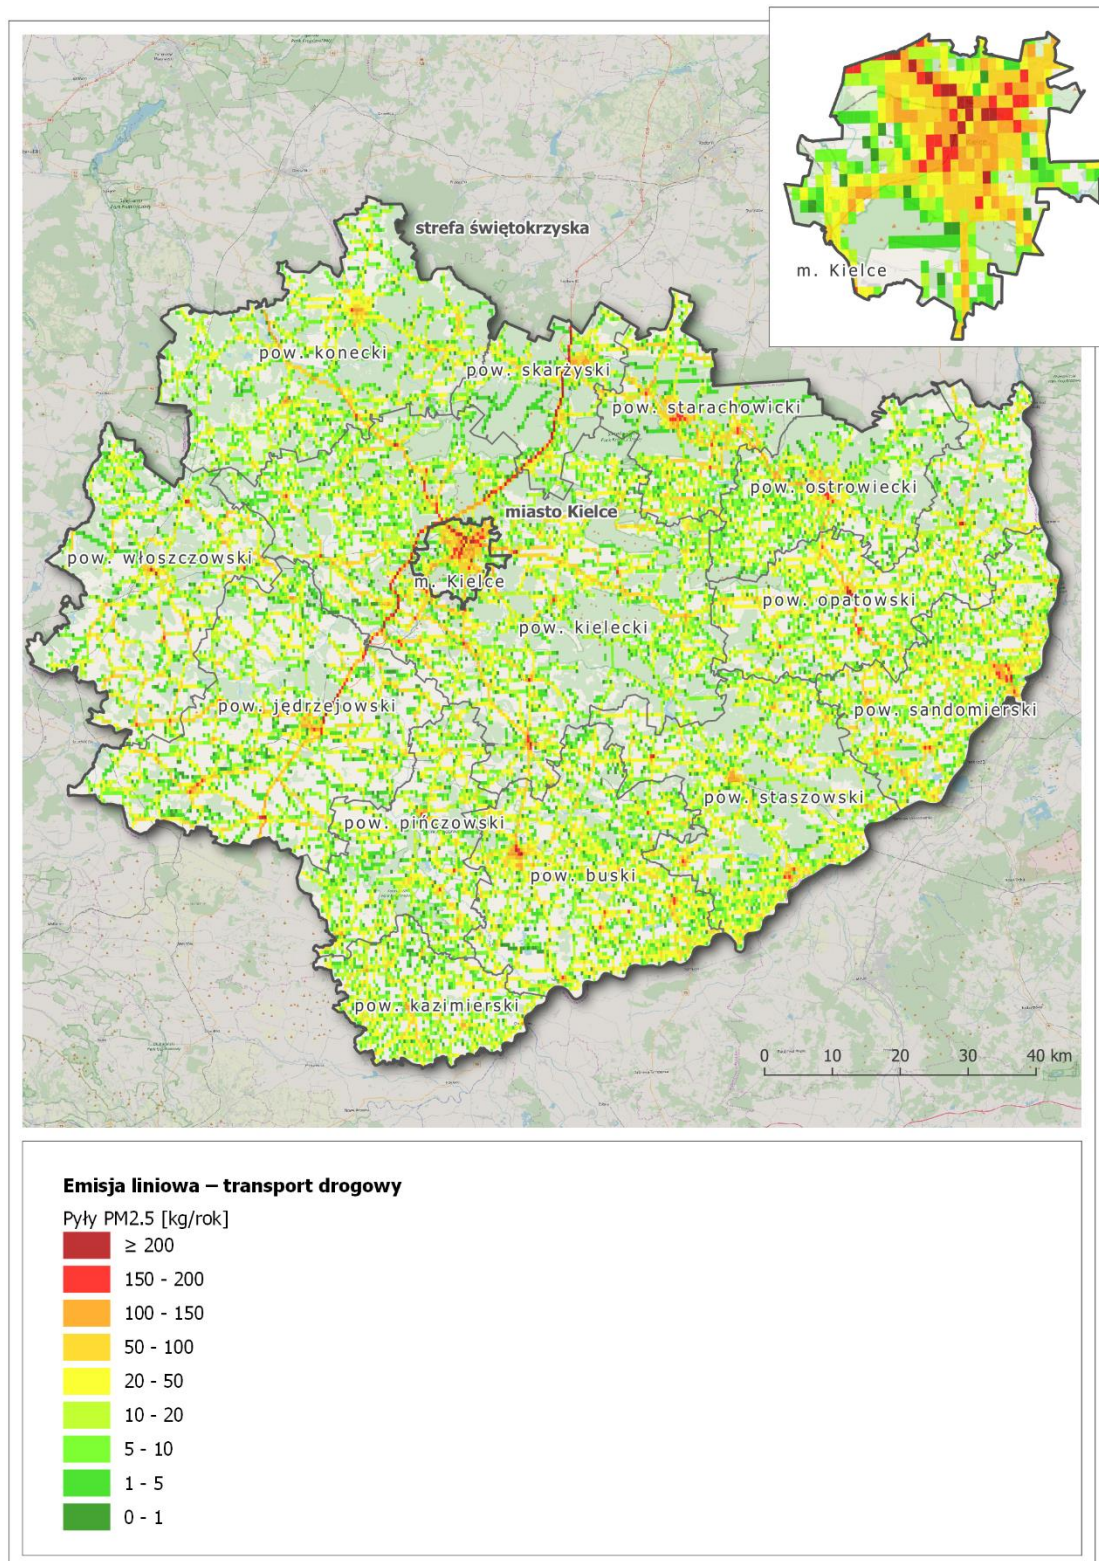 m. Kielce
strefa świętokrzyska
pow. konecki
pow. skarżyski
pow. starachowicki
pow. ostrowiecki
miasto Kielce
pow. włoszczowski
m. Kielce
pow. opatowski
pow. kielecki
pow. jędrzejowski
pow. sandomierski
pow. staszowski
pow. pińczowski
pow. buski
pow. kazimierski
0 10 20 30 40 km
Emisja liniowa – transport drogowy
Pyły PM2.5 [kg/rok]
≥ 200
150 - 200
100 - 150
50 - 100
20 - 50
10 - 20
5 - 10
1 - 5
0 - 1